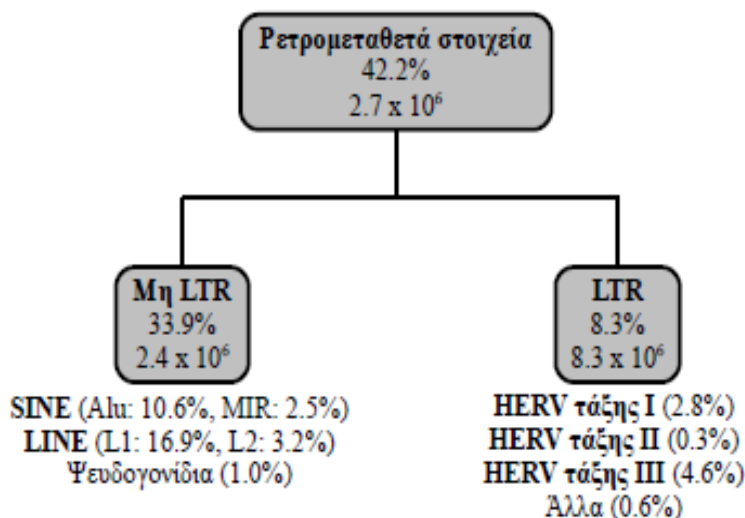 Ρετρομεταθετά στοιχεία
42.2%
2.7 x 10⁶
Μη LTR
33.9%
2.4 x 10⁶
SINE (Alu: 10.6%, MIR: 2.5%)
LINE (L1: 16.9%, L2: 3.2%)
Ψευδογονίδια (1.0%)
LTR
8.3%
8.3 x 10⁶
HERV τάξης I (2.8%)
HERV τάξης II (0.3%)
HERV τάξης III (4.6%)
Άλλα (0.6%)